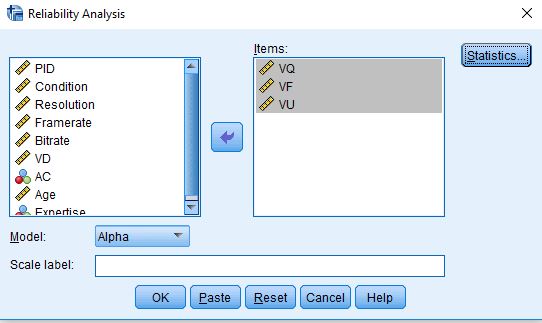 Reliability Analysis
Items:
Statistics...
PID
Condition
Resolution
Framerate
Bitrate
VD
AC
Age
Expertise
VQ
VF
VU
Model:
Alpha
Scale label:
OK
Paste
Reset
Cancel
Help